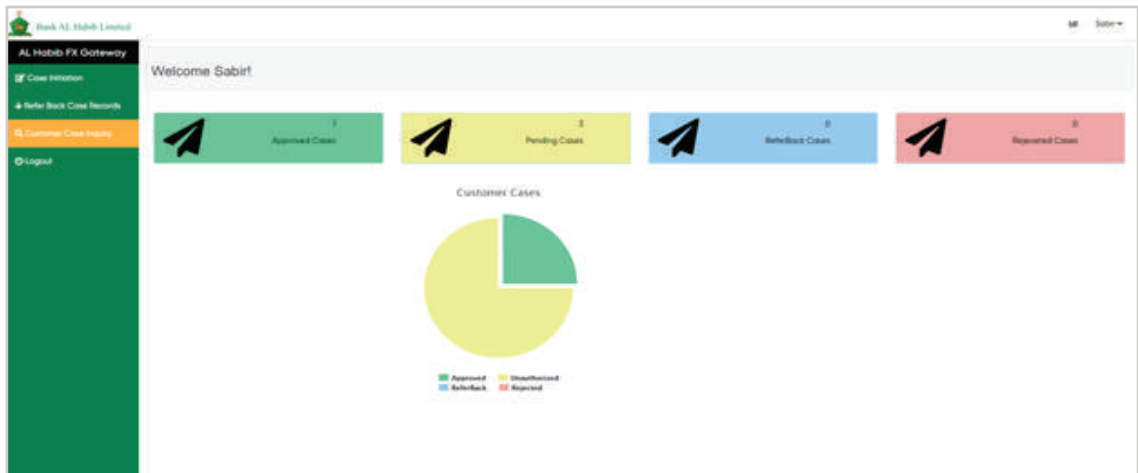 Bank AL Habib Limited
Sabir
AL Habib FX Gateway
Case Initiation
Welcome Sabir!
Refer Back Case Records
Customer Case Inquiry
Logout
1
Approved Cases
3
Pending Cases
0
ReferBack Cases
0
Cases
Customer Cases
Approved
Unauthorized
ReferBack
Rejected